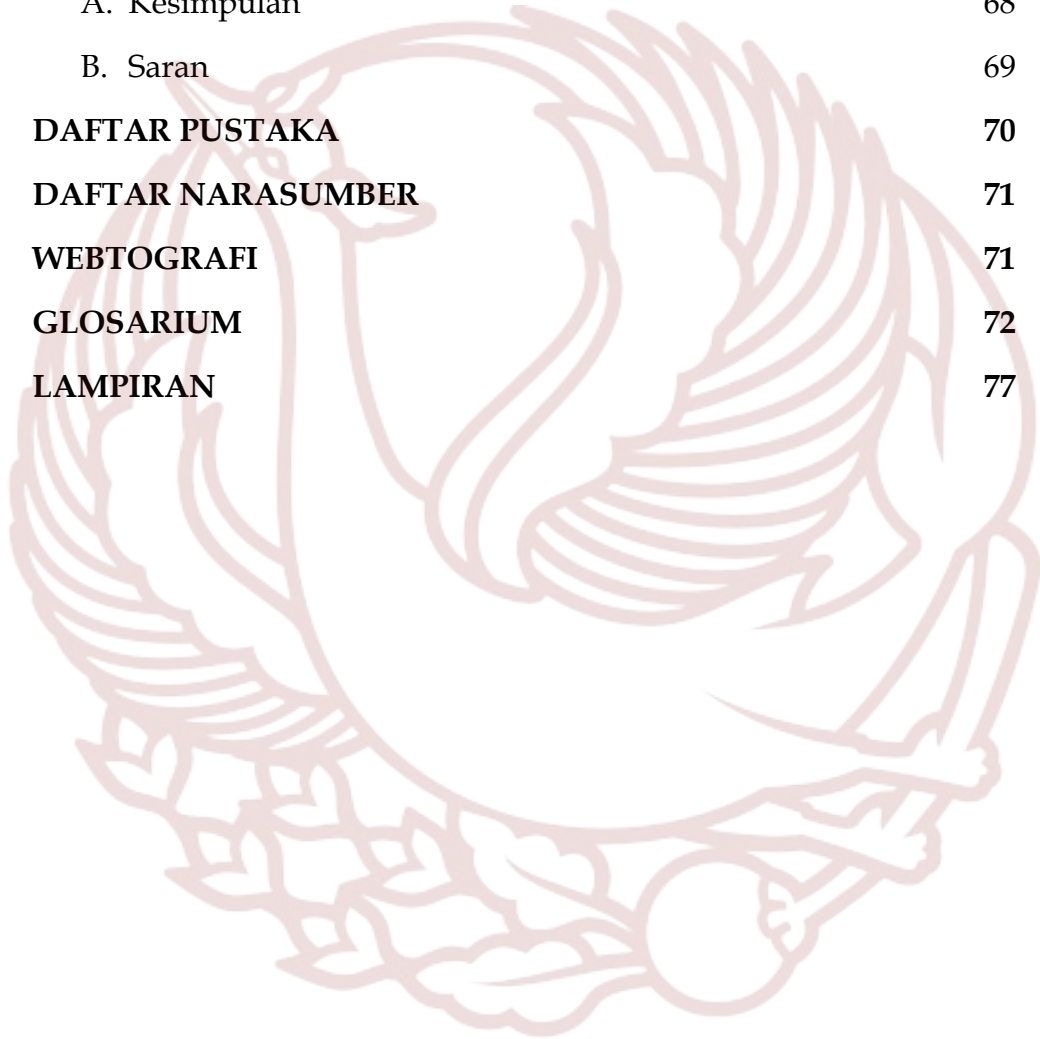 A. Kesimpulan 68
B. Saran 69
DAFTAR PUSTAKA 70
DAFTAR NARASUMBER 71
WEBTOGRAFI 71
GLOSARIUM 72
LAMPIRAN 77